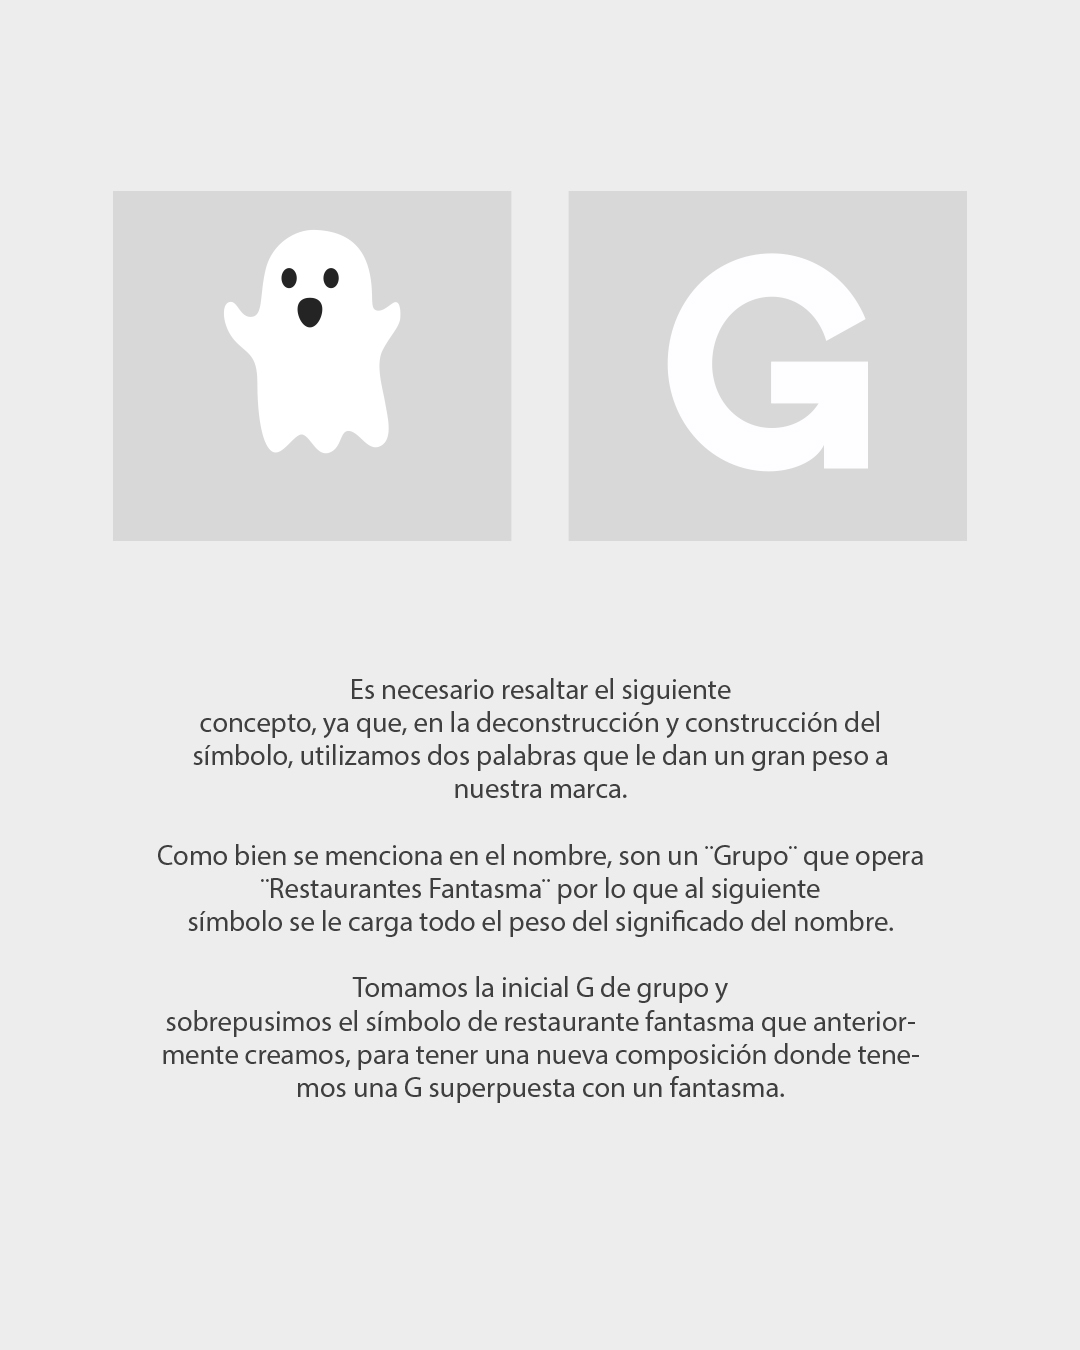 G
Es necesario resaltar el siguiente
concepto, ya que, en la deconstrucción y construcción del
símbolo, utilizamos dos palabras que le dan un gran peso a
nuestra marca.
Como bien se menciona en el nombre, son un ¨Grupo¨ que opera
¨Restaurantes Fantasma¨ por lo que al siguiente
símbolo se le carga todo el peso del significado del nombre.
Tomamos la inicial G de grupo y
sobrepusimos el símbolo de restaurante fantasma que anterior-
mente creamos, para tener una nueva composición donde tene-
mos una G superpuesta con un fantasma.